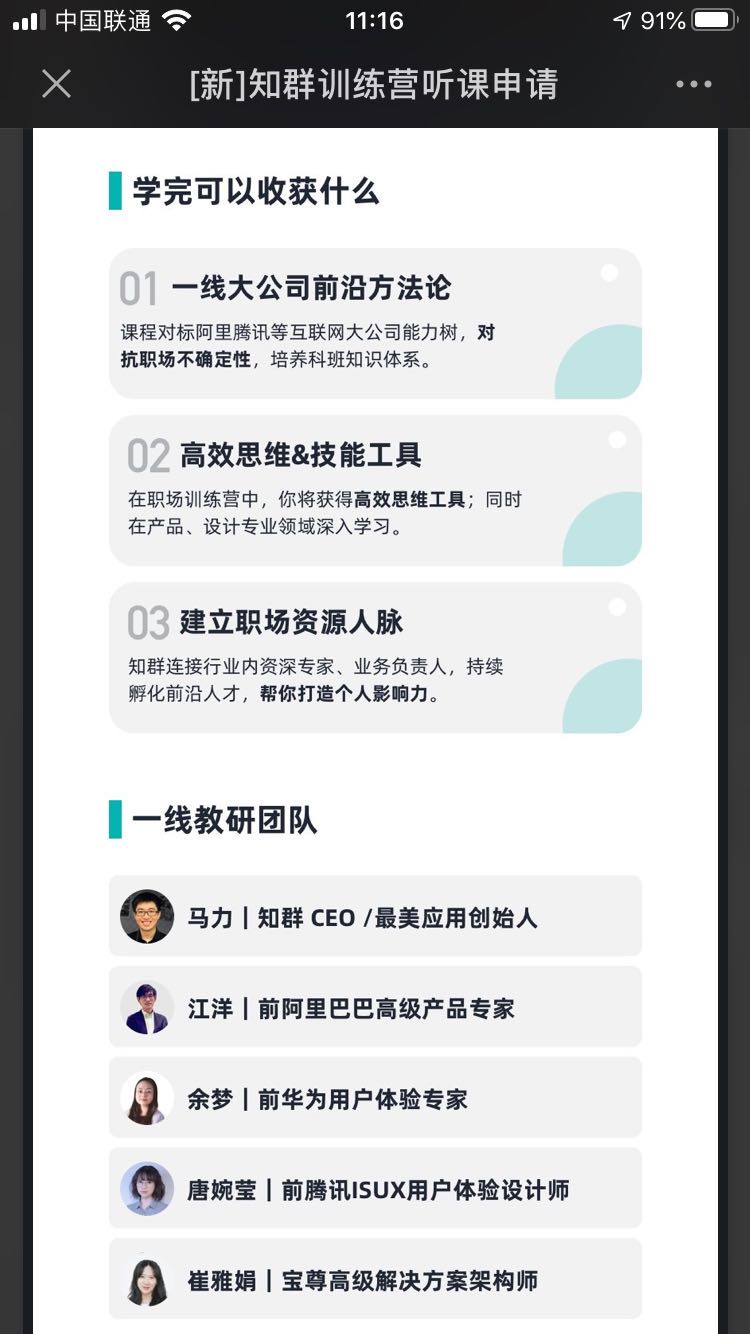 中国联通
11:16
91%
[新]知群训练营听课申请
学完可以收获什么
01 一线大公司前沿方法论
课程对标阿里腾讯等互联网大公司能力树，对
抗职场不确定性，培养科班知识体系。
02 高效思维&技能工具
在职场训练营中，你将获得高效思维工具；同时
在产品、设计专业领域深入学习。
03 建立职场资源人脉
知群连接行业内资深专家、业务负责人，持续
孵化前沿人才，帮你打造个人影响力。
一线教研团队
马力｜知群 CEO /最美应用创始人
江洋｜前阿里巴巴高级产品专家
余梦｜前华为用户体验专家
唐婉莹｜前腾讯ISUX用户体验设计师
崔雅娟｜宝尊高级解决方案架构师